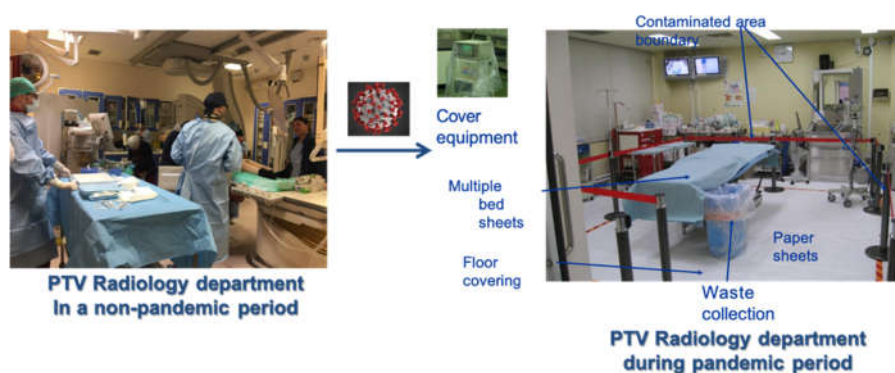 Contaminated area
boundary
Cover
equipment
Multiple
bed
sheets
Floor
covering
Paper
sheets
Waste
collection
PTV Radiology department
In a non-pandemic period
PTV Radiology department
during pandemic period